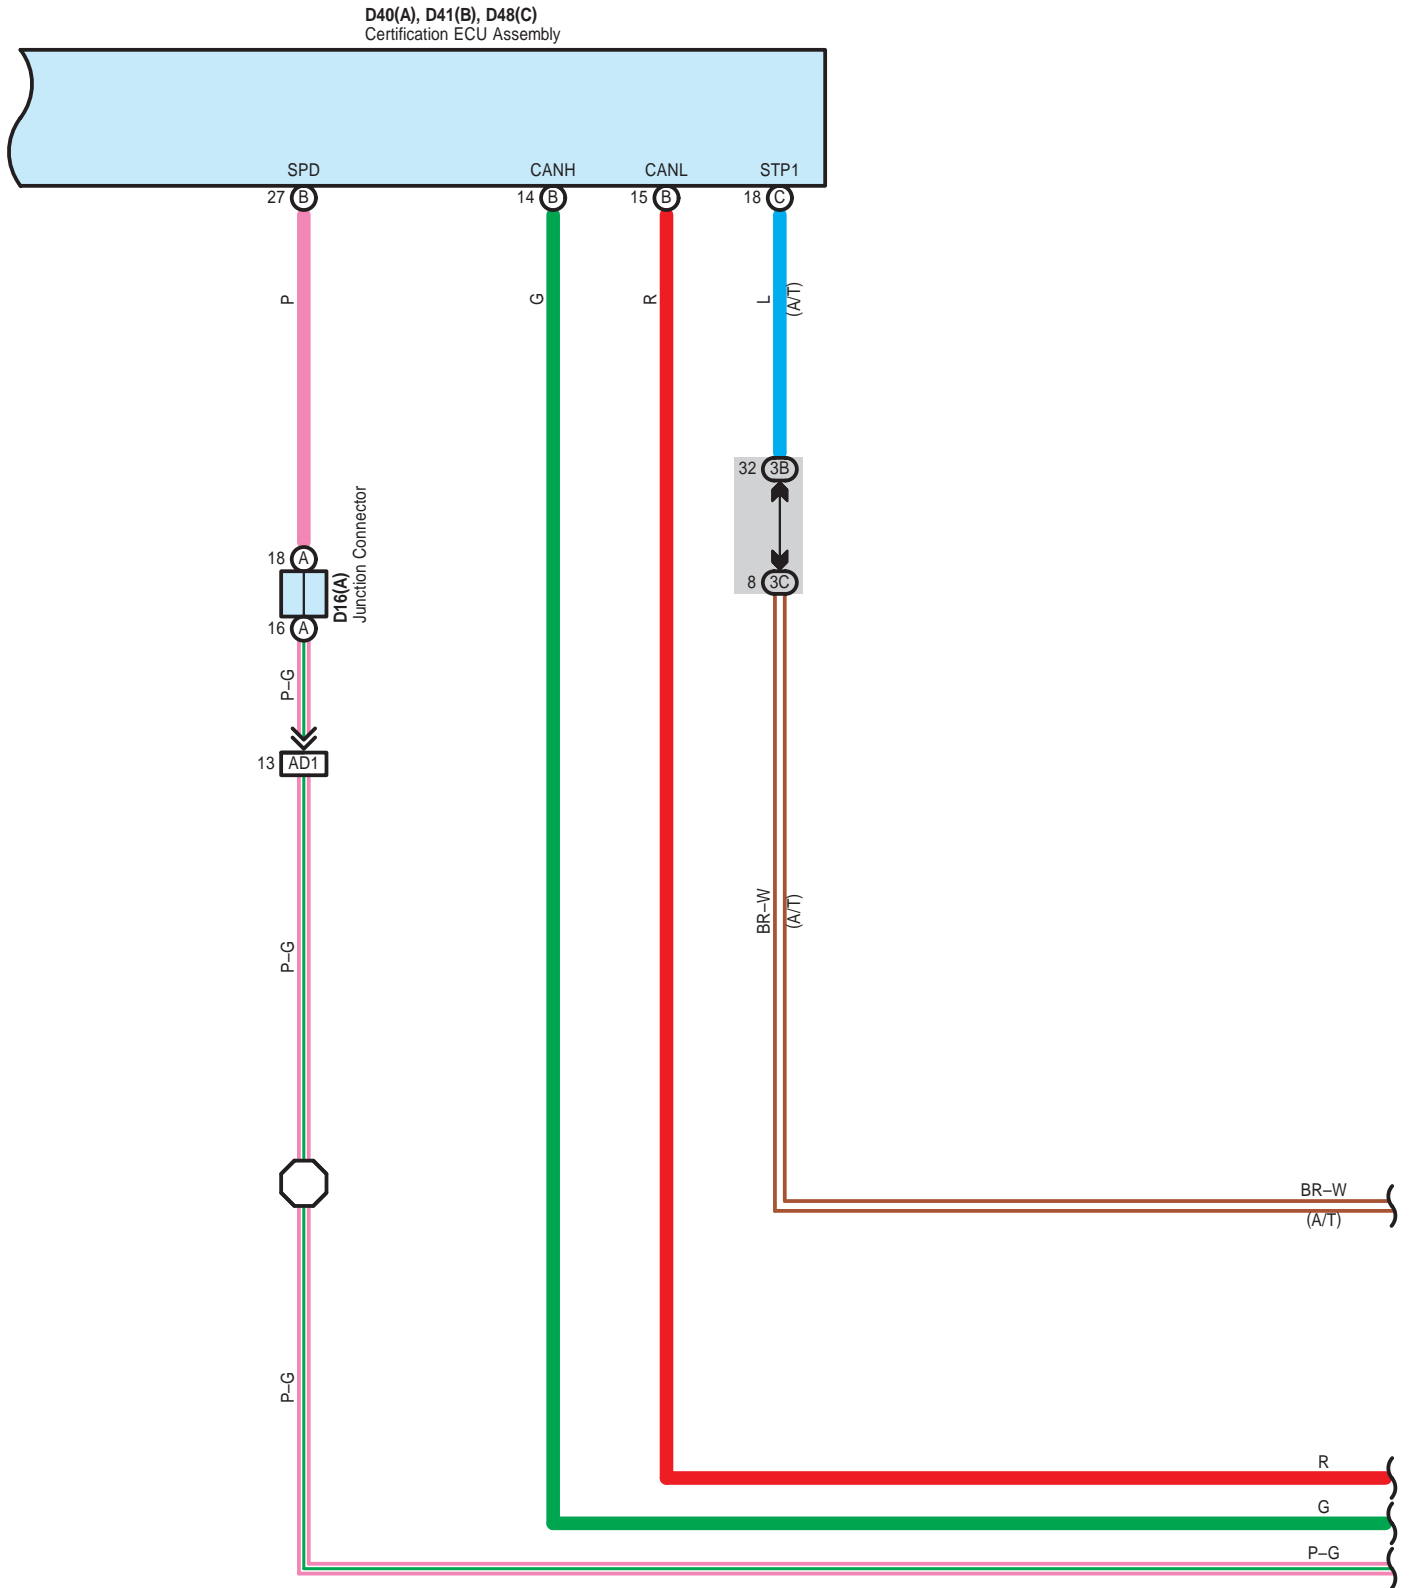 D40(A), D41(B), D48(C)
Certification ECU Assembly
SPD
CANH
CANL
STP1
27 B
14 B
15 B
18 C
P
G
R
L
(A/T)
32 3B
8 3C
18 A
D16(A)
Junction Connector
16 A
P–G
13 AD1
BR–W
(A/T)
P–G
BR–W
(A/T)
P–G
R
G
P–G